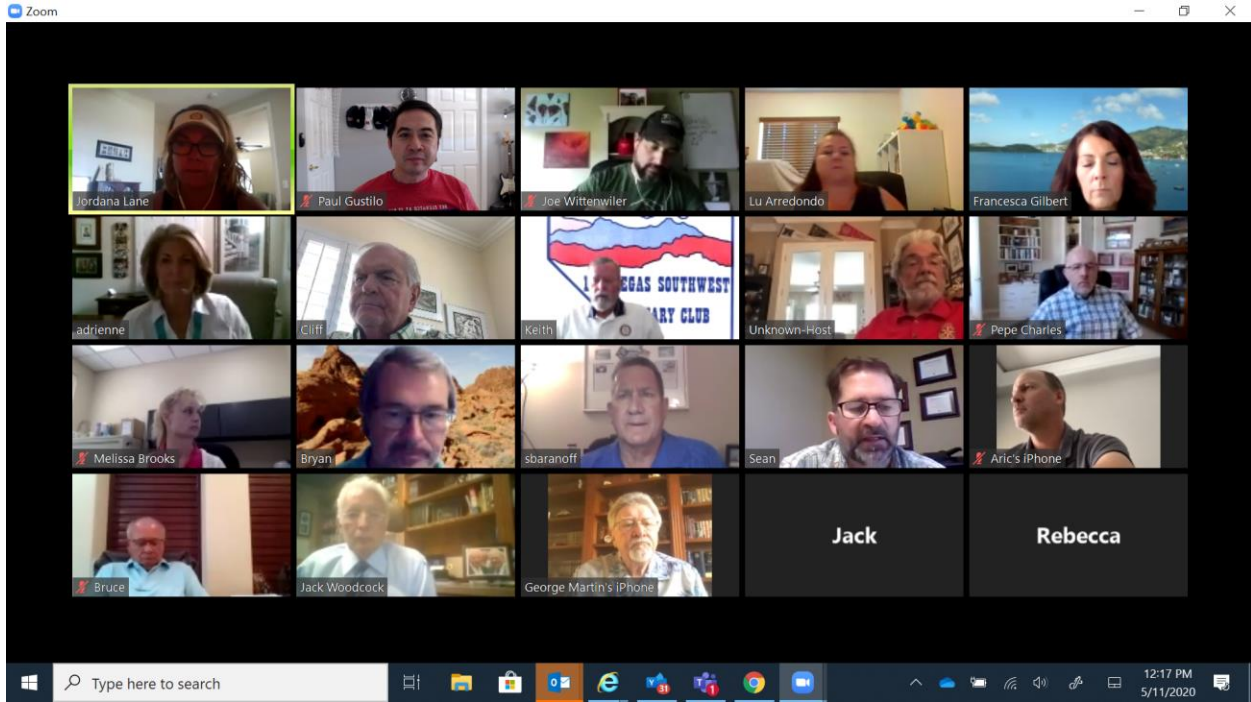 Zoom
Jordana Lane
Paul Gustilo
Joe Wittenwiler
Lu Arredondo
Francesca Gilbert
adrienne
Cliff
EGAS SOUTHWEST
ARY CLUB
Keith
Unknown-Host
Pepe Charles
Melissa Brooks
Bryan
sbaranoff
Sean
Aric's iPhone
Bruce
Jack Woodcock
George Martin's iPhone
Jack
Rebecca
Type here to search
31
1
12:17 PM
5/11/2020